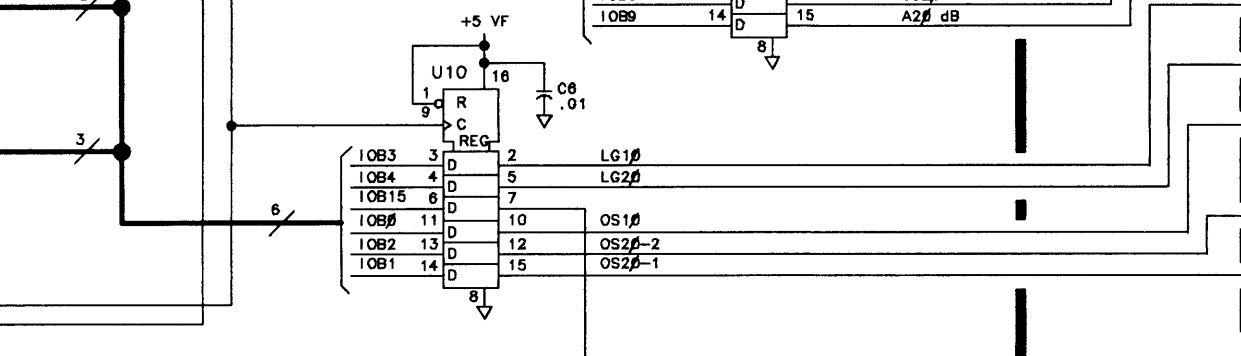 IOB9 14 D 15 A20 dB
8
+5 VF
U10 16
C6
.01
1 R
9 C
REG
3 IOB3 3 D 2 LG10
IOB4 4 D 5 LG20
IOB15 6 D 7
6 IOB0 11 D 10 OS10
IOB2 13 D 12 OS20-2
IOB1 14 D 15 OS20-1
8